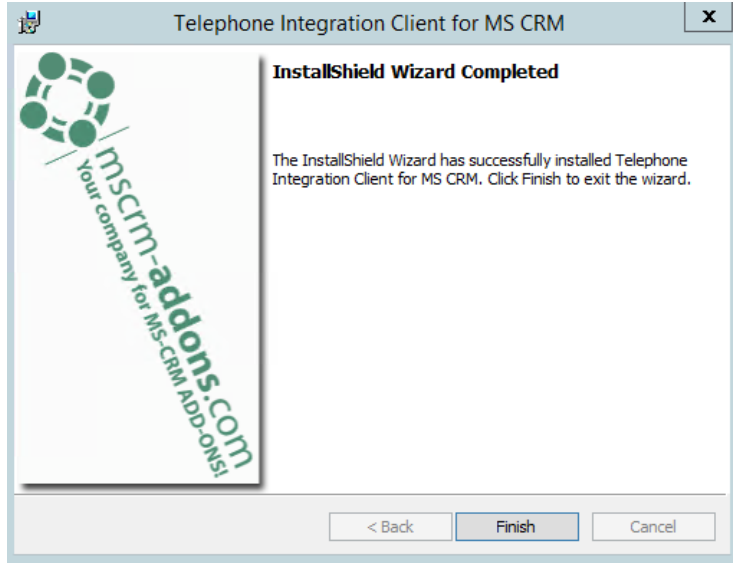 Telephone Integration Client for MS CRM
x
InstallShield Wizard Completed
The InstallShield Wizard has successfully installed Telephone
Integration Client for MS CRM. Click Finish to exit the wizard.
mscrm-addons.com
Your company for MS-CRM ADD-ONS!
< Back
Finish
Cancel